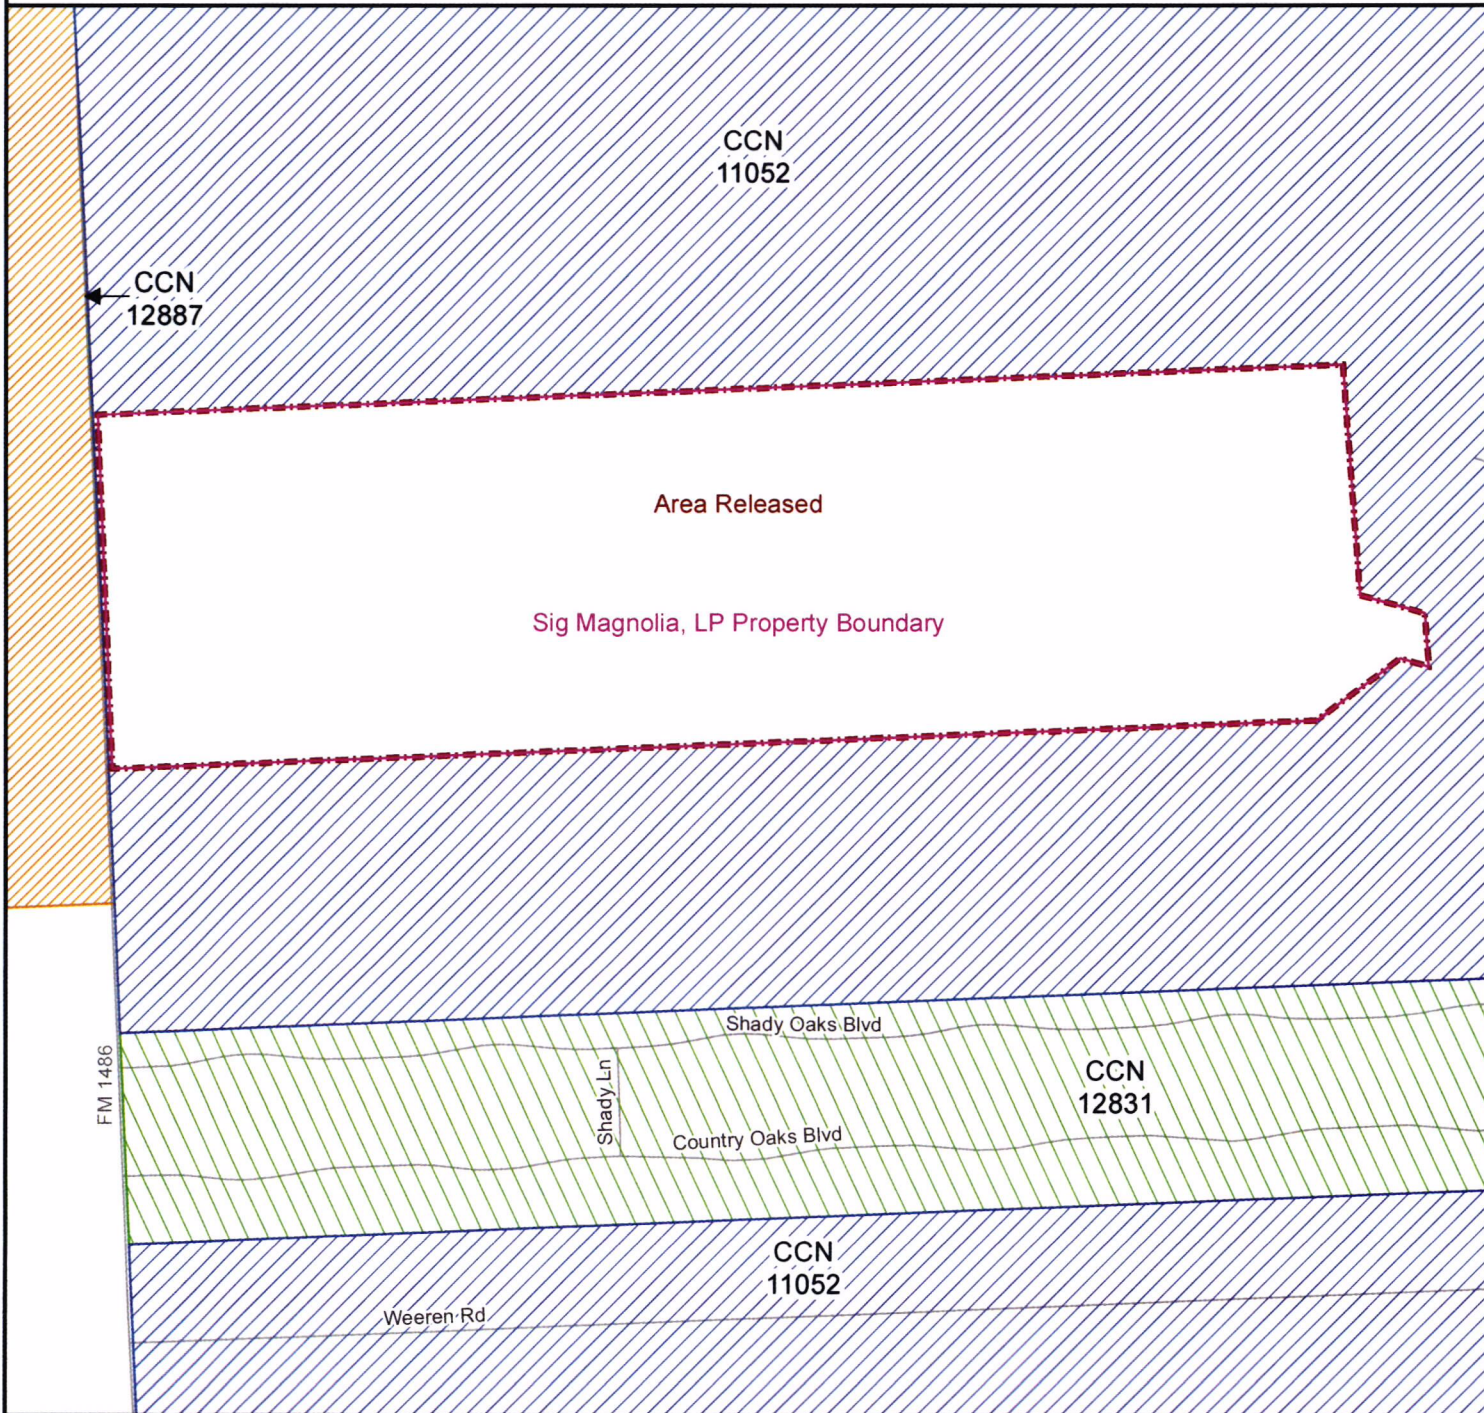 CCN
11052
CCN
12887
Area Released
Sig Magnolia, LP Property Boundary
Shady Oaks Blvd
FM 1486
Shady Ln
CCN
12831
Country Oaks Blvd
CCN
11052
Weeren Rd